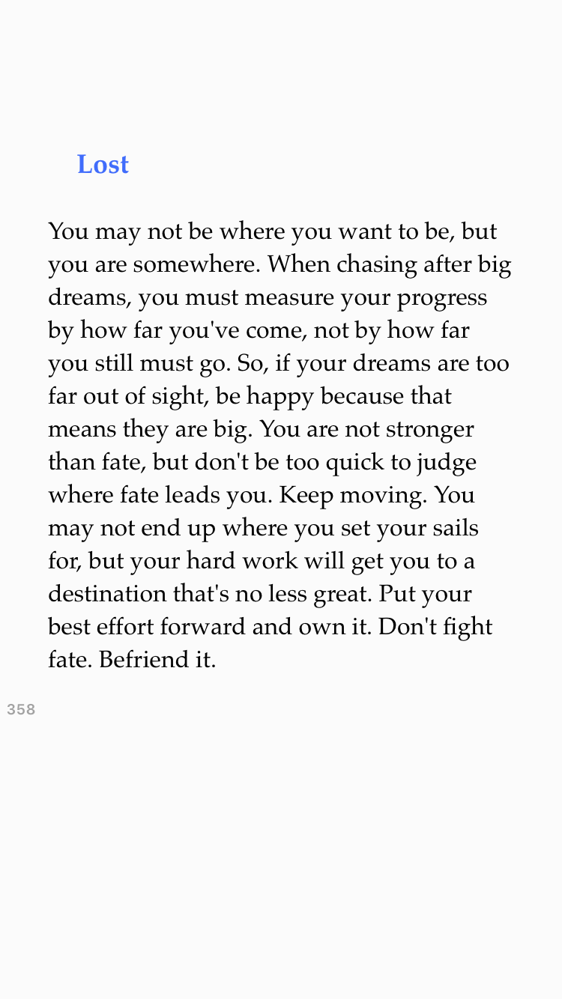 Lost
You may not be where you want to be, but
you are somewhere. When chasing after big
dreams, you must measure your progress
by how far you've come, not by how far
you still must go. So, if your dreams are too
far out of sight, be happy because that
means they are big. You are not stronger
than fate, but don't be too quick to judge
where fate leads you. Keep moving. You
may not end up where you set your sails
for, but your hard work will get you to a
destination that's no less great. Put your
best effort forward and own it. Don't fight
fate. Befriend it.
358